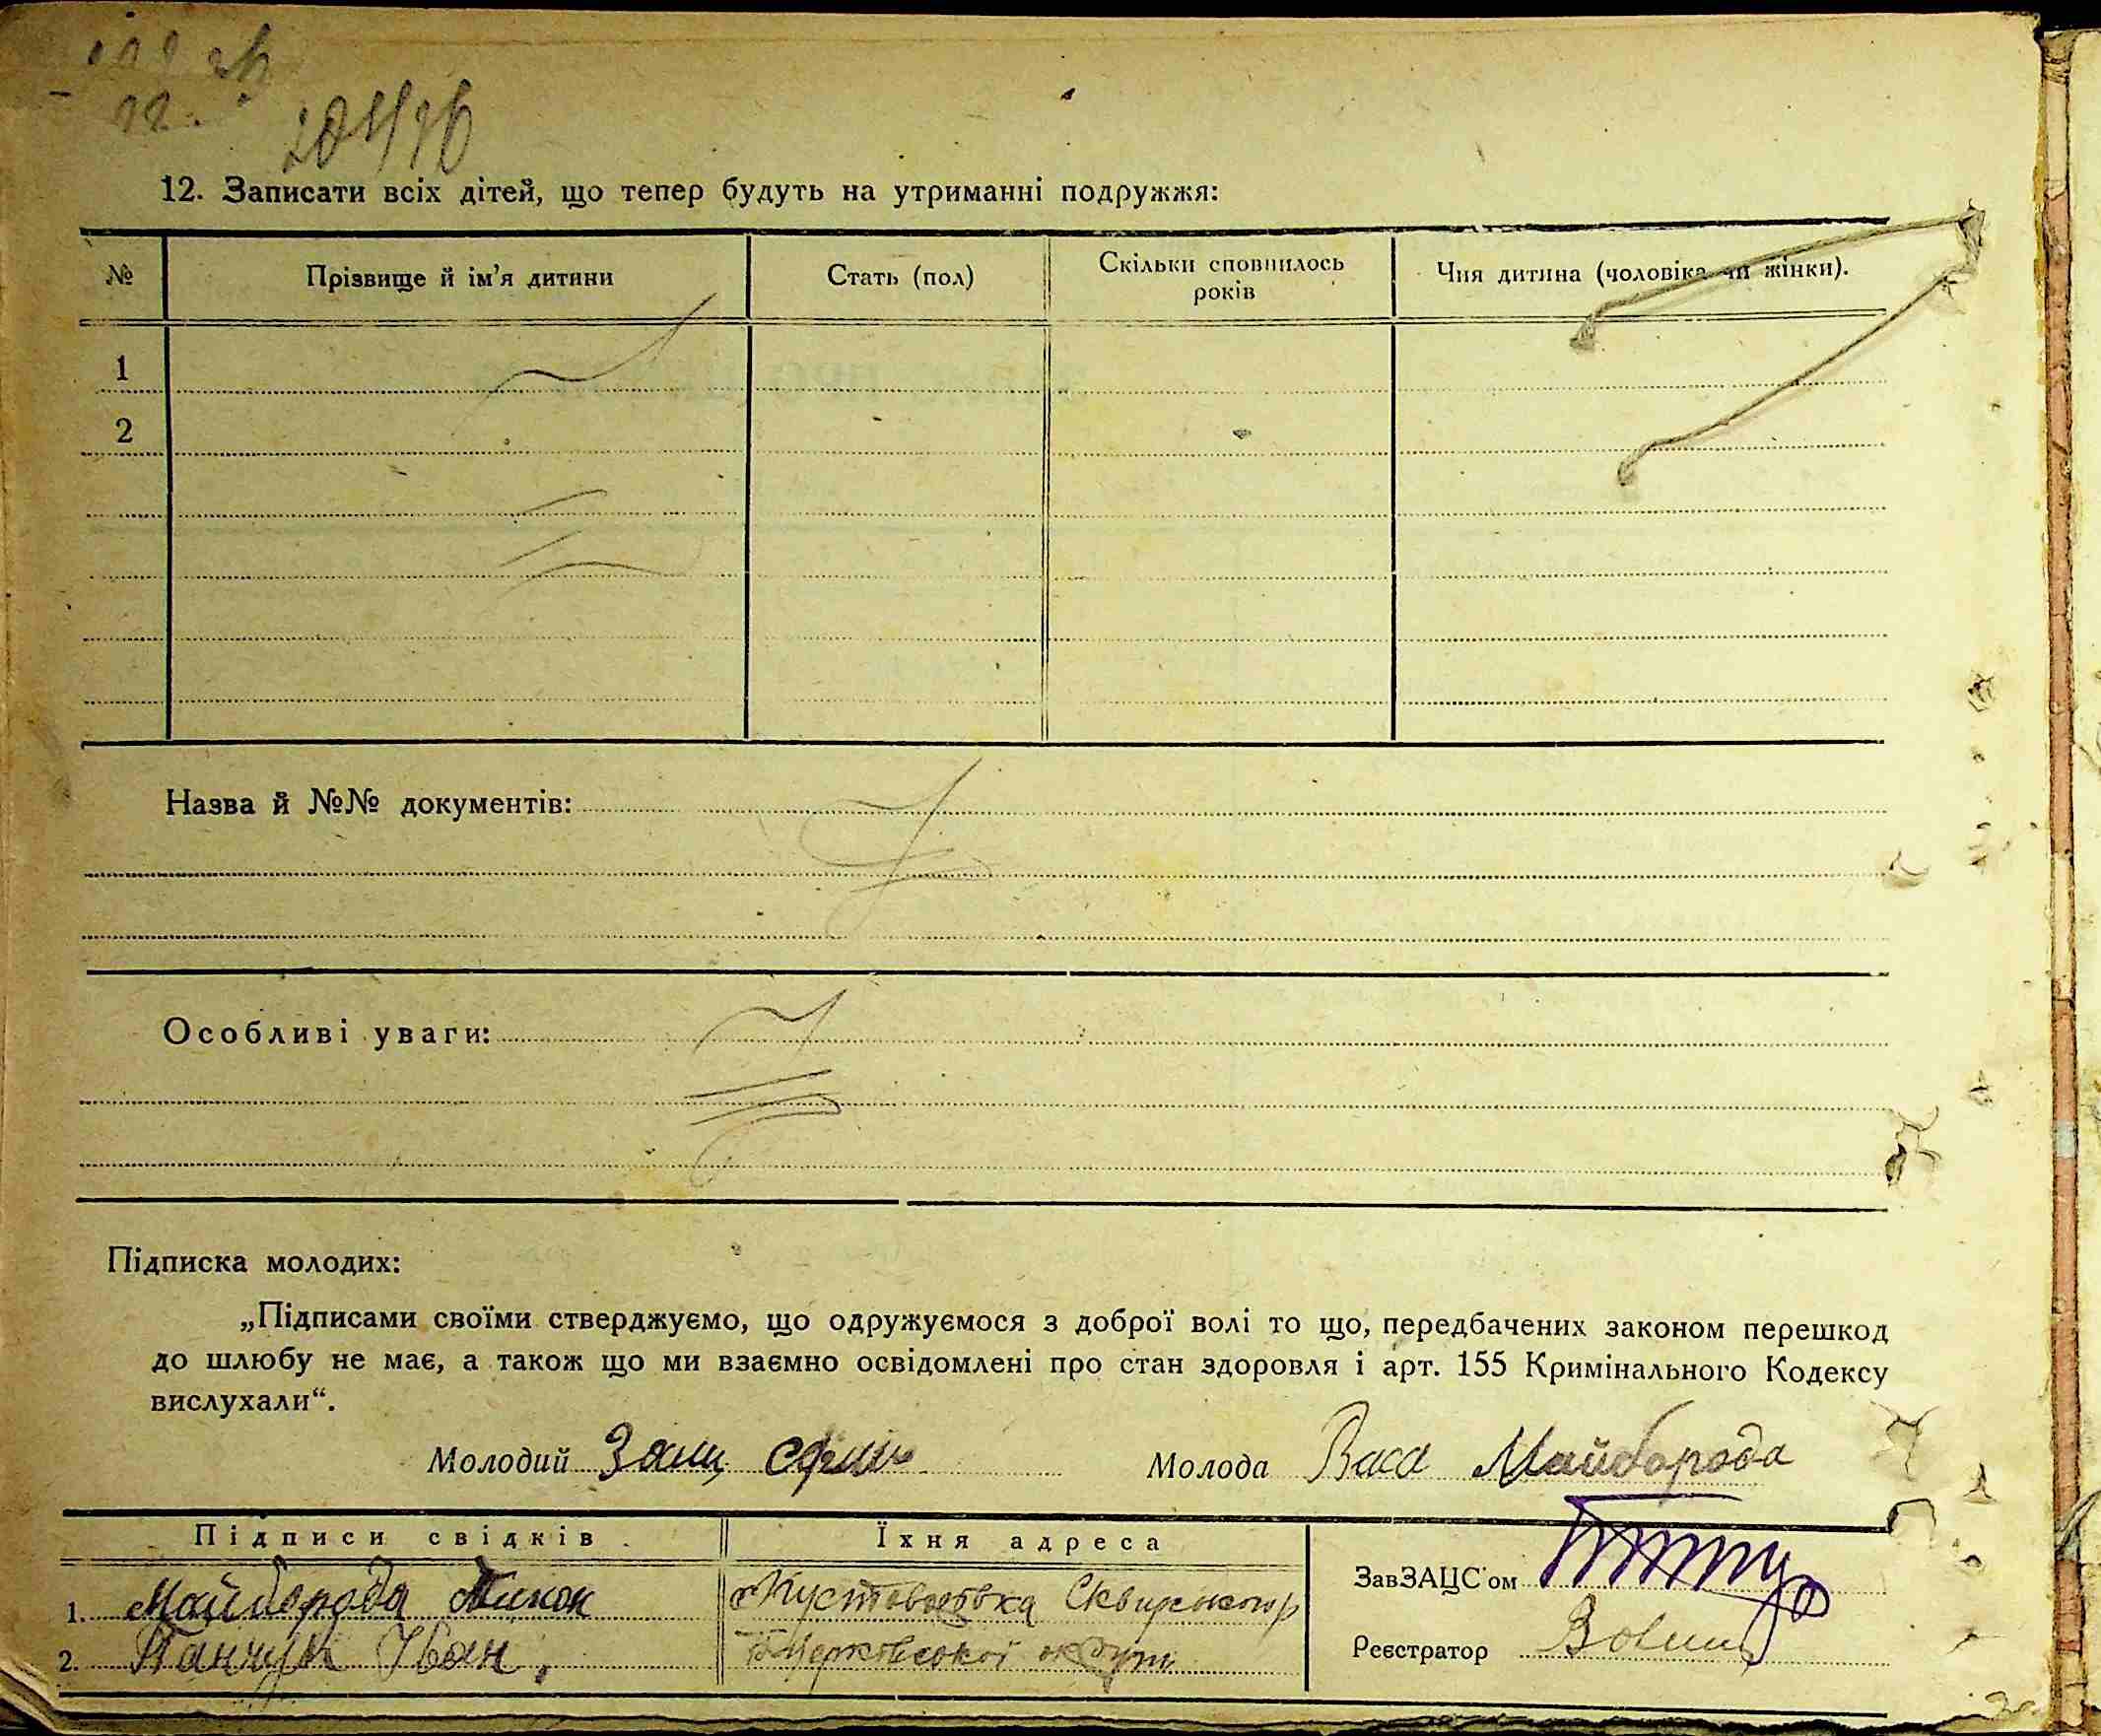 12. Записати всіх дітей, що тепер будуть на утриманні подружжя:
№ Прізвище й ім'я дитини Стать (пол) Скільки сповнилось років Чия дитина (чоловіка чи жінки).
1
2
Назва й №№ документів:
Особливі уваги:
Підписка молодих:
„Підписами своїми стверджуємо, що одружуємося з доброї волі то що, передбачених законом перешкод
до шлюбу не має, а також що ми взаємно освідомлені про стан здоровля і арт. 155 Кримінального Кодексу
вислухали“.
Молодий Заяц Молода Васа Майборода
Підписи свідків Їхня адреса
ЗавЗАЦС'ом
1. Майборода
2. Панчук Іван
Реєстратор